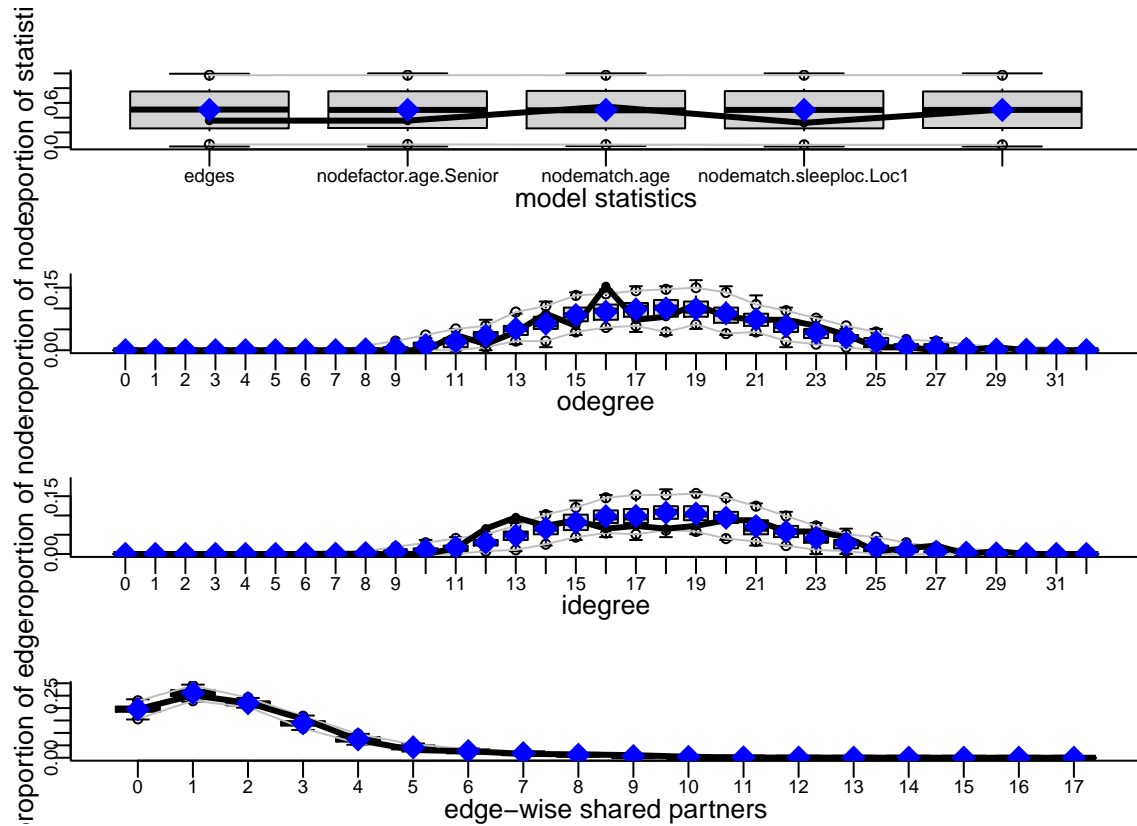 proportion of statisti
0.0 0.6
edges nodefactor.age.Senior nodematch.age nodematch.sleeploc.Loc1
model statistics
proportion of node
0.00 0.15
0 1 2 3 4 5 6 7 8 9 11 13 15 17 19 21 23 25 27 29 31
odegree
proportion of node
0.00 0.15
0 1 2 3 4 5 6 7 8 9 11 13 15 17 19 21 23 25 27 29 31
idegree
roportion of edge
0.00 0.25
0 1 2 3 4 5 6 7 8 9 10 11 12 13 14 15 16 17
edge-wise shared partners